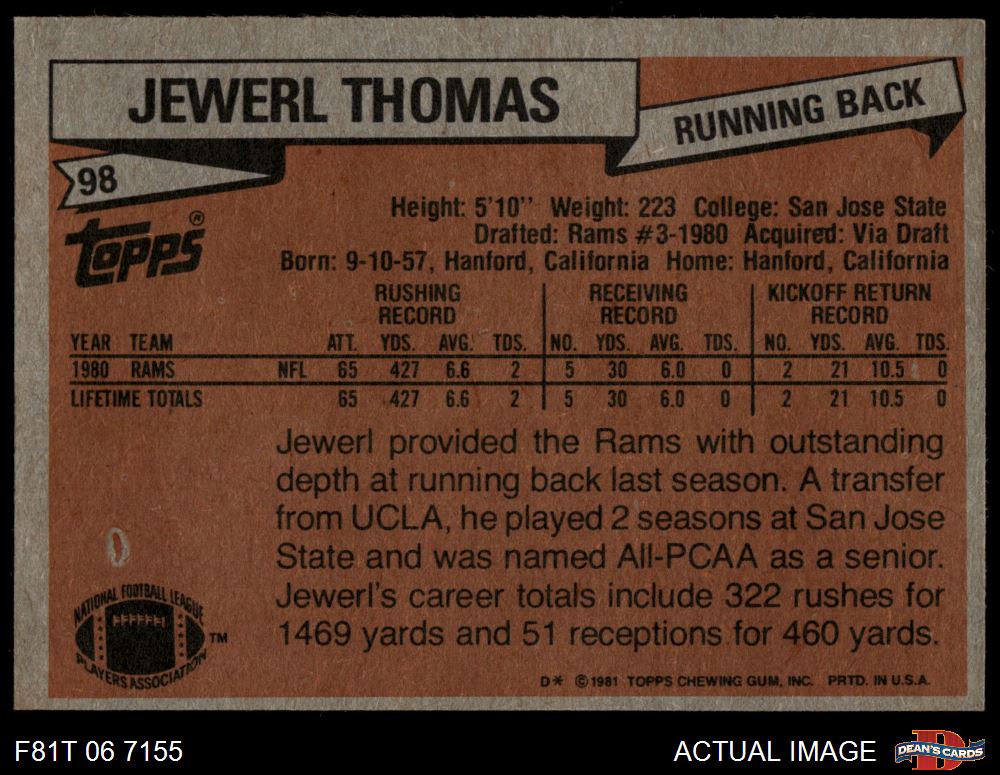 JEWERL THOMAS
RUNNING BACK
98
TOPPS ®
Height: 5'10'' Weight: 223 College: San Jose State
Drafted: Rams #3-1980 Acquired: Via Draft
Born: 9-10-57, Hanford, California Home: Hanford, California
RUSHING RECEIVING KICKOFF RETURN
RECORD RECORD RECORD
YEAR TEAM ATT. YDS. AVG. TDS. NO. YDS. AVG. TDS. NO. YDS. AVG. TDS.
1980 RAMS NFL 65 427 6.6 2 5 30 6.0 0 2 21 10.5 0
LIFETIME TOTALS 65 427 6.6 2 5 30 6.0 0 2 21 10.5 0
Jewerl provided the Rams with outstanding
depth at running back last season. A transfer
from UCLA, he played 2 seasons at San Jose
State and was named All-PCAA as a senior.
Jewerl's career totals include 322 rushes for
1469 yards and 51 receptions for 460 yards.
NATIONAL FOOTBALL LEAGUE
PLAYERS ASSOCIATION
TM
D* ©1981 TOPPS CHEWING GUM, INC. PRTD. IN U.S.A.
F81T 06 7155
ACTUAL IMAGE
D
DEAN'S CARDS